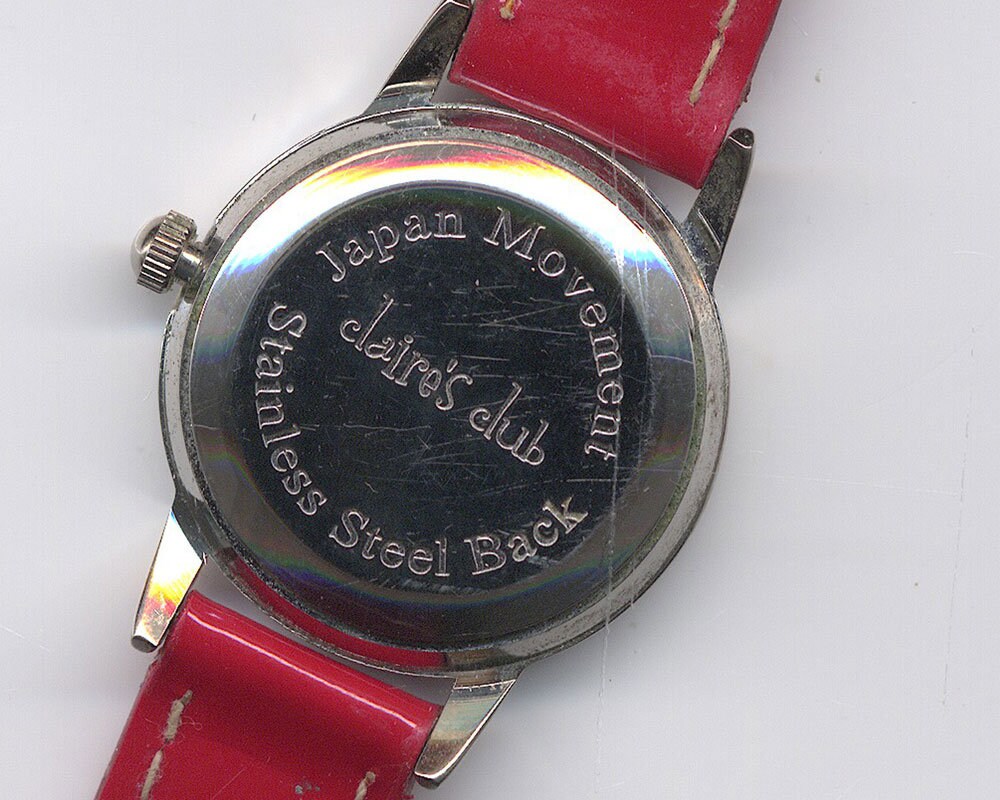 Japan Movement
claire's club
Stainless Steel Back